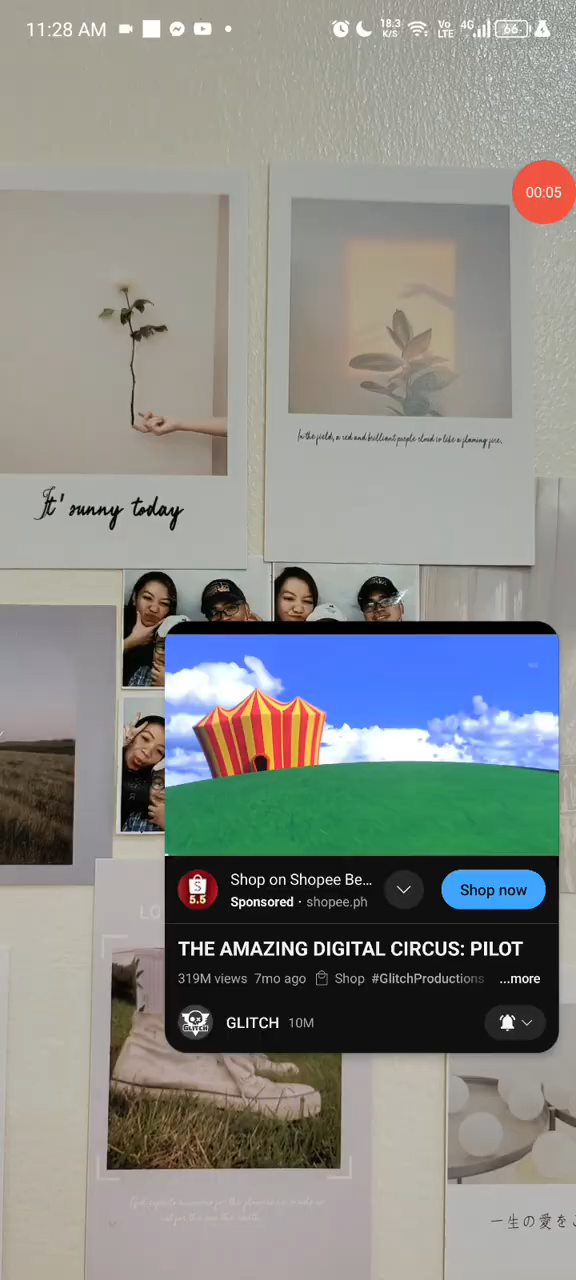 11:28 AM
18.3 K/S
Vo LTE
4G
66
00:05
It' sunny today
In the field, a red and brilliant purple cloud is like a flaming fire.
S
5.5
Shop on Shopee Be...
Sponsored · shopee.ph
Shop now
THE AMAZING DIGITAL CIRCUS: PILOT
319M views 7mo ago Shop #GlitchProductions ...more
GLITCH
GLITCH 10M
LO
一生の愛を